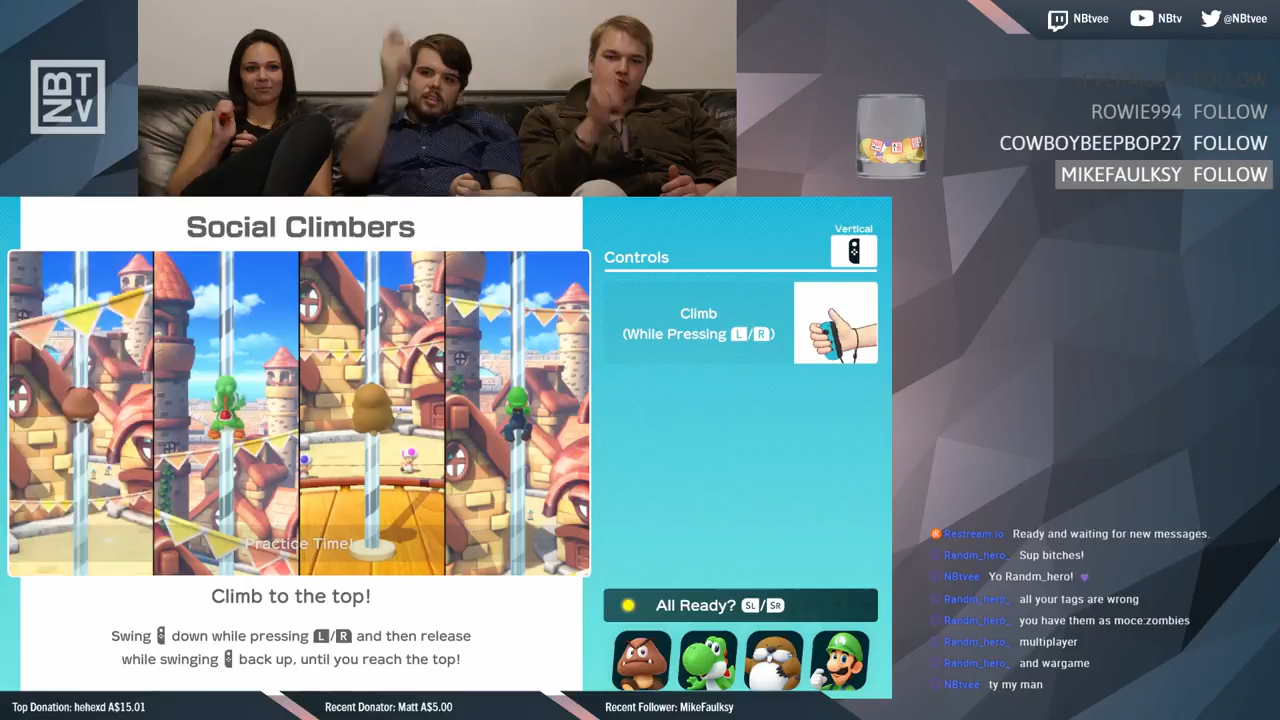 NB
TV
NBtvee NBtv @NBtvee
FOLLOW
ROWIE994 FOLLOW
COWBOYBEEPBOP27 FOLLOW
MIKEFAULKSY FOLLOW
Social Climbers
Vertical
Controls
Climb
(While Pressing L/R)
Practice Time!
Climb to the top!
Swing down while pressing L/R and then release
while swinging back up, until you reach the top!
All Ready? SL/SR
Restream.io Ready and waiting for new messages.
Randm_hero_ Sup bitches!
NBtvee Yo Randm_hero!
Randm_hero_ all your tags are wrong
Randm_hero_ you have them as moce:zombies
Randm_hero_ multiplayer
Randm_hero_ and wargame
NBtvee ty my man
Top Donation: hehexd A$15.01
Recent Donator: Matt A$5.00
Recent Follower: MikeFaulksy